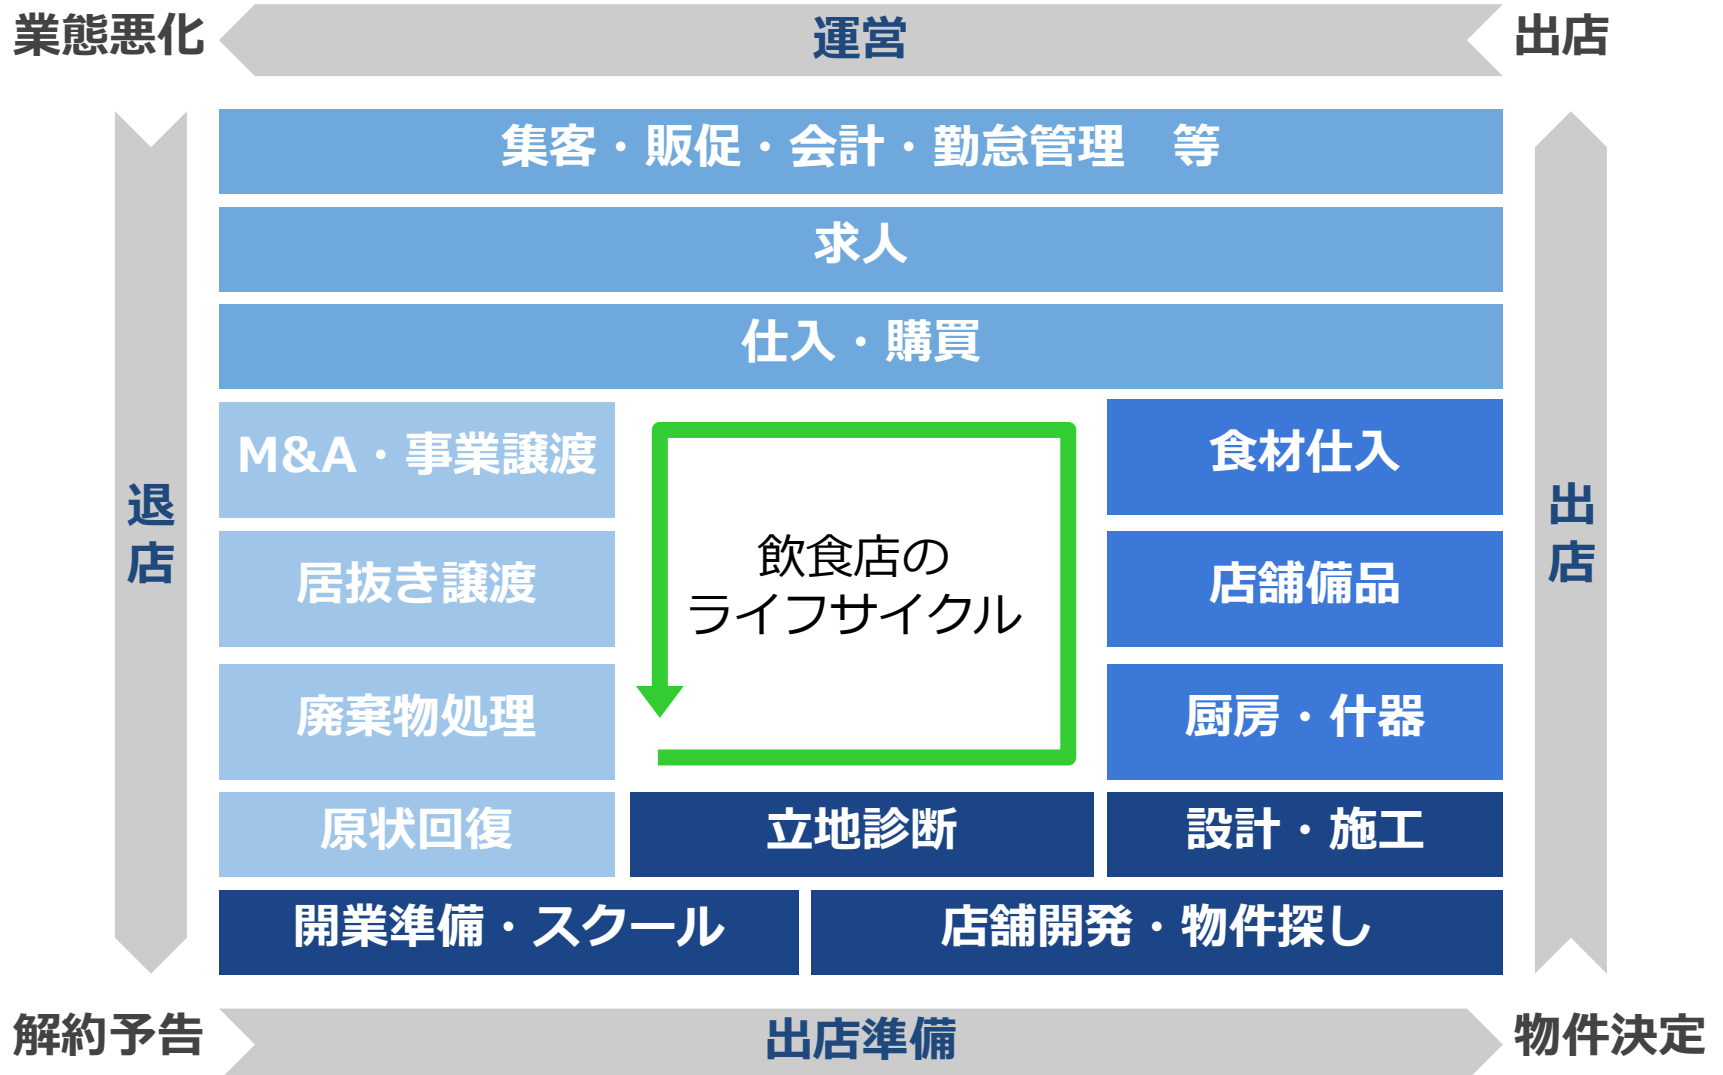 業態悪化
運営
出店
集客・販促・会計・勤怠管理　等
求人
仕入・購買
M&A・事業譲渡
食材仕入
退店
飲食店の
ライフサイクル
出店
居抜き譲渡
店舗備品
廃棄物処理
厨房・什器
原状回復
立地診断
設計・施工
開業準備・スクール
店舗開発・物件探し
解約予告
出店準備
物件決定